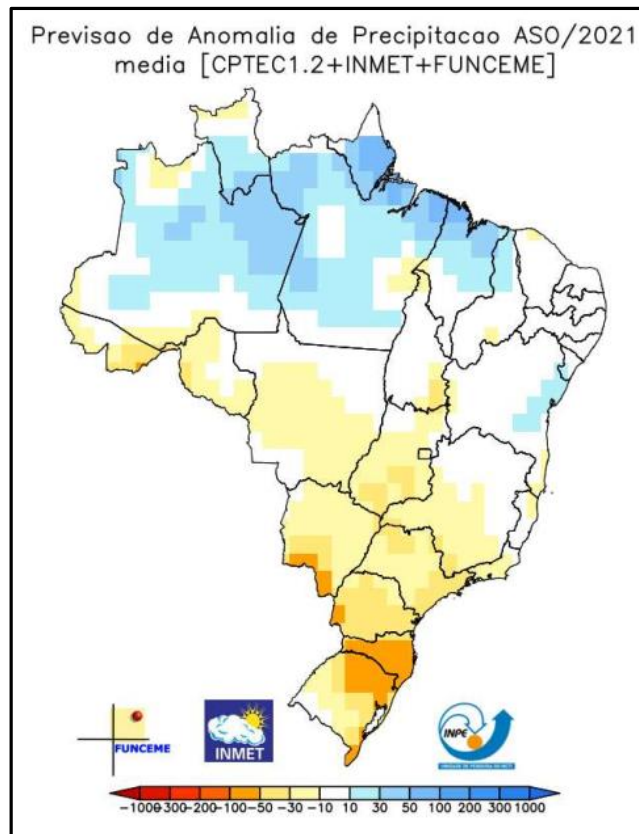 Previsao de Anomalia de Precipitacao ASO/2021
media [CPTEC1.2+INMET+FUNCEME]
FUNCEME
INMET
INPE
-1000 -300 -200 -100 -50 -30 -10 10 30 50 100 200 300 1000